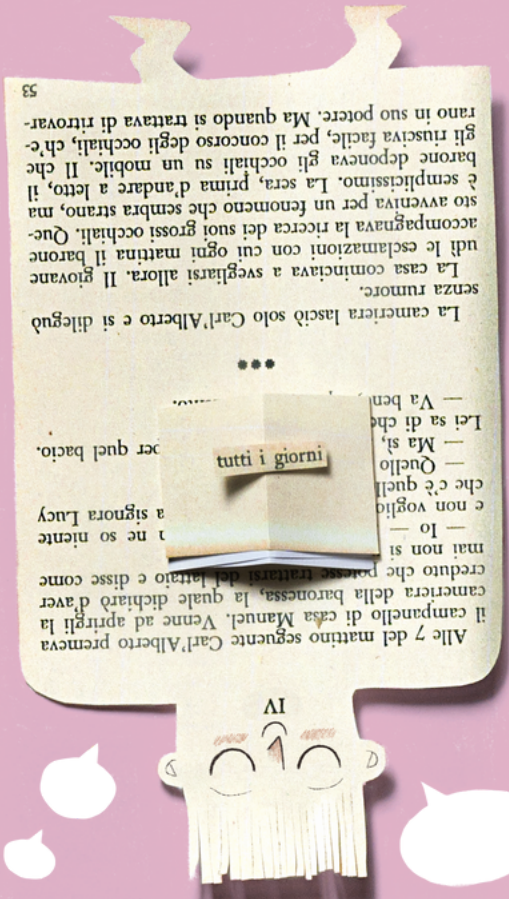 IV
Alle 7 del mattino seguente Carl'Alberto premeva
il campanello di casa Manuel. Venne ad aprirgli la
cameriera della baronessa, la quale dichiarò d'aver
creduto che potesse trattarsi del lattaio e disse come
mai non si
— Io — ne so niente
e non signora Lucy
che c'è
— Quello
— Ma sì, per quel bacio.
Lei sa di
— Va
tutti i giorni
***
La cameriera lasciò solo Carl'Alberto e si dileguò
senza rumore.
La casa cominciava a svegliarsi allora. Il giovane
udì le esclamazioni con cui ogni mattina il barone
accompagnava la ricerca dei suoi grossi occhiali. Que-
sto avveniva per un fenomeno che sembra strano, ma
è semplicissimo. La sera, prima d'andare a letto, il
barone deponeva gli occhiali su un mobile. Il che
gli riusciva facile, per il concorso degli occhiali, ch'e-
rano in suo potere. Ma quando si trattava di ritrovar-
53